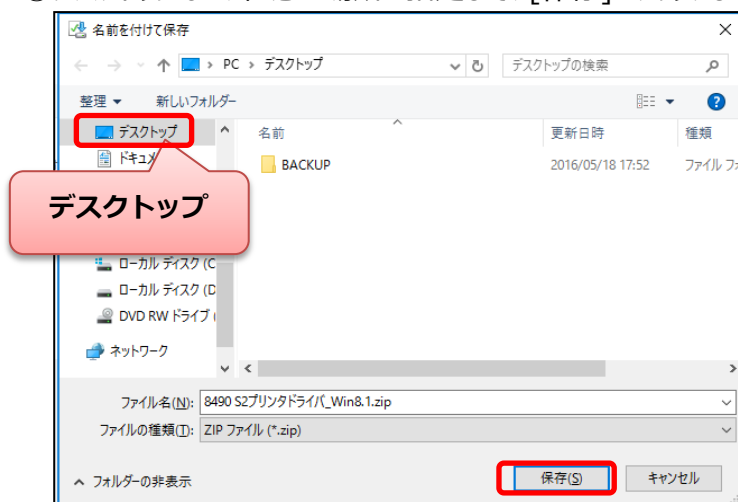 名前を付けて保存
PC › デスクトップ
デスクトップの検索
整理 ▼ 新しいフォルダー
デスクトップ
名前 更新日時 種類
ドキュメ
BACKUP 2016/05/18 17:52 ファイル フォ
デスクトップ
ローカル ディスク (C
ローカル ディスク (D
DVD RW ドライブ (
ネットワーク
ファイル名(N): 8490 S2プリンタドライバ_Win8.1.zip
ファイルの種類(T): ZIP ファイル (*.zip)
フォルダーの非表示
保存(S) キャンセル